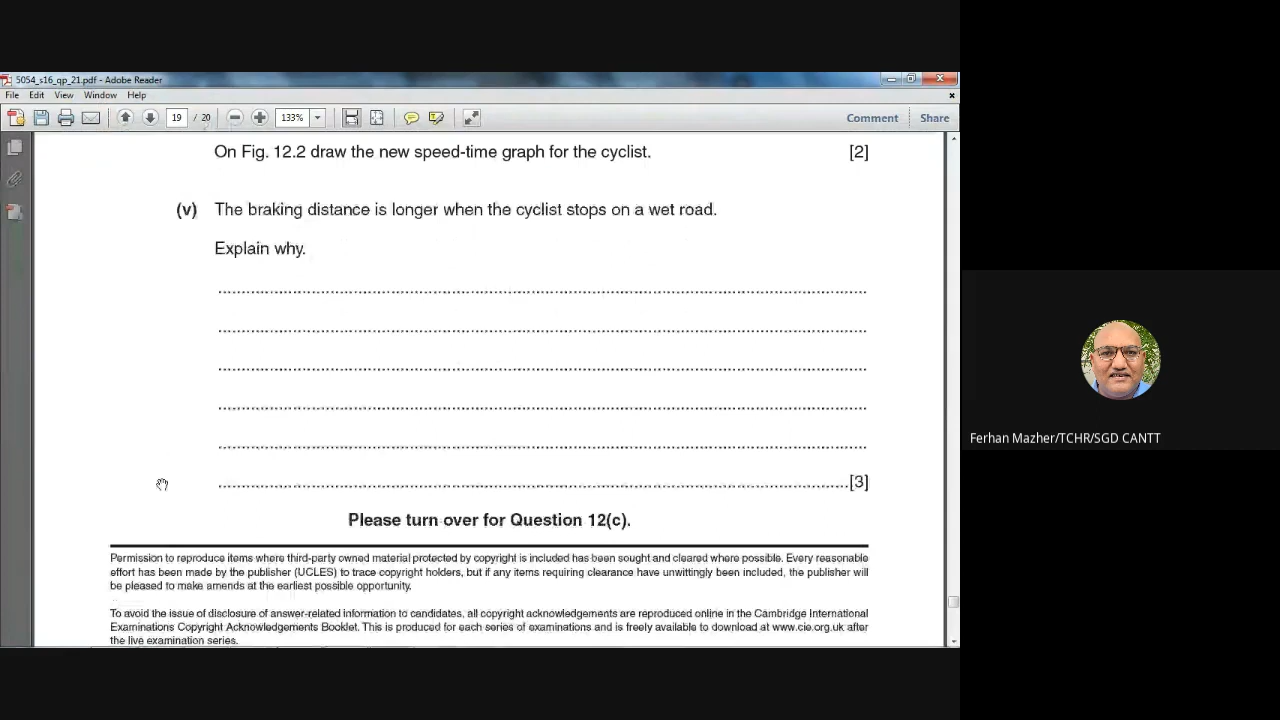 5054_s16_qp_21.pdf - Adobe Reader
File Edit View Window Help
19 / 20 133% Comment Share
On Fig. 12.2 draw the new speed-time graph for the cyclist. [2]
(v) The braking distance is longer when the cyclist stops on a wet road.
Explain why.
[3]
Please turn over for Question 12(c).
Permission to reproduce items where third-party owned material protected by copyright is included has been sought and cleared where possible. Every reasonable
effort has been made by the publisher (UCLES) to trace copyright holders, but if any items requiring clearance have unwittingly been included, the publisher will
be pleased to make amends at the earliest possible opportunity.
To avoid the issue of disclosure of answer-related information to candidates, all copyright acknowledgements are reproduced online in the Cambridge International
Examinations Copyright Acknowledgements Booklet. This is produced for each series of examinations and is freely available to download at www.cie.org.uk after
the live examination series.
Ferhan Mazher/TCHR/SGD CANTT